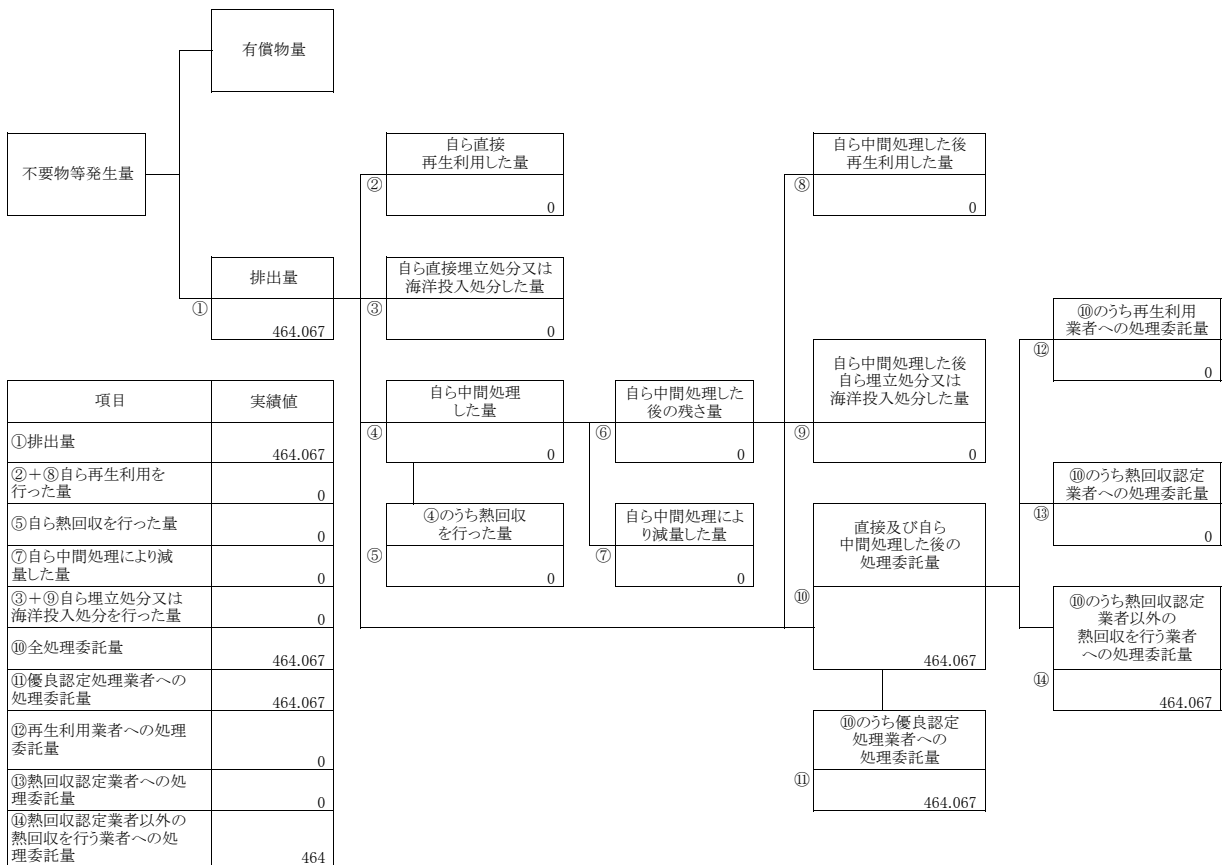 有償物量
不要物等発生量
自ら直接
再生利用した量
②
0
自ら中間処理した後
再生利用した量
⑧
0
排出量
①
464.067
自ら直接埋立処分又は
海洋投入処分した量
③
0
⑩のうち再生利用
業者への処理委託量
⑫
0
自ら中間処理
した量
④
0
自ら中間処理した
後の残さ量
⑥
0
自ら中間処理した後
自ら埋立処分又は
海洋投入処分した量
⑨
0
⑩のうち熱回収認定
業者への処理委託量
⑬
0
④のうち熱回収
を行った量
⑤
0
自ら中間処理によ
り減量した量
⑦
0
直接及び自ら
中間処理した後の
処理委託量
⑩
464.067
⑩のうち熱回収認定
業者以外の
熱回収を行う業者
への処理委託量
⑭
464.067
⑩のうち優良認定
処理業者への
処理委託量
⑪
464.067
項目 実績値
①排出量
464.067
②+⑧自ら再生利用を
行った量 0
⑤自ら熱回収を行った量
0
⑦自ら中間処理により減
量した量 0
③+⑨自ら埋立処分又は
海洋投入処分を行った量 0
⑩全処理委託量
464.067
⑪優良認定処理業者への
処理委託量 464.067
⑫再生利用業者への処理
委託量
0
⑬熱回収認定業者への処
理委託量 0
⑭熱回収認定業者以外の
熱回収を行う業者への処
理委託量 464